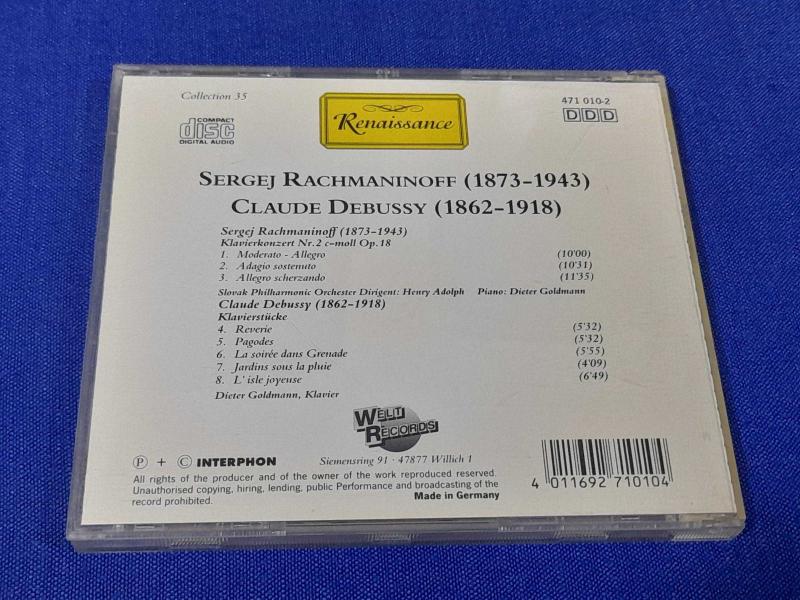 Collection 35
COMPACT
disc
DIGITAL AUDIO
Renaissance
471 010-2
DDD
SERGEJ RACHMANINOFF (1873-1943)
CLAUDE DEBUSSY (1862-1918)
Sergej Rachmaninoff (1873-1943)
Klavierkonzert Nr.2 c-moll Op.18
1. Moderato - Allegro (10'00)
2. Adagio sostenuto (10'31)
3. Allegro scherzando (11'35)
Slovak Philharmonic Orchester Dirigent: Henry Adolph Piano: Dieter Goldmann
Claude Debussy (1862-1918)
Klavierstücke
4. Reverie (5'32)
5. Pagodes (5'32)
6. La soirée dans Grenade (5'55)
7. Jardins sous la pluie (4'09)
8. L' isle joyeuse (6'49)
Dieter Goldmann, Klavier
WELT
RECORDS
Ⓟ + © INTERPHON
Siemensring 91 · 47877 Willich 1
All rights of the producer and of the owner of the work reproduced reserved.
Unauthorised copying, hiring, lending, public Performance and broadcasting of the
record prohibited.
Made in Germany
4 011692 710104